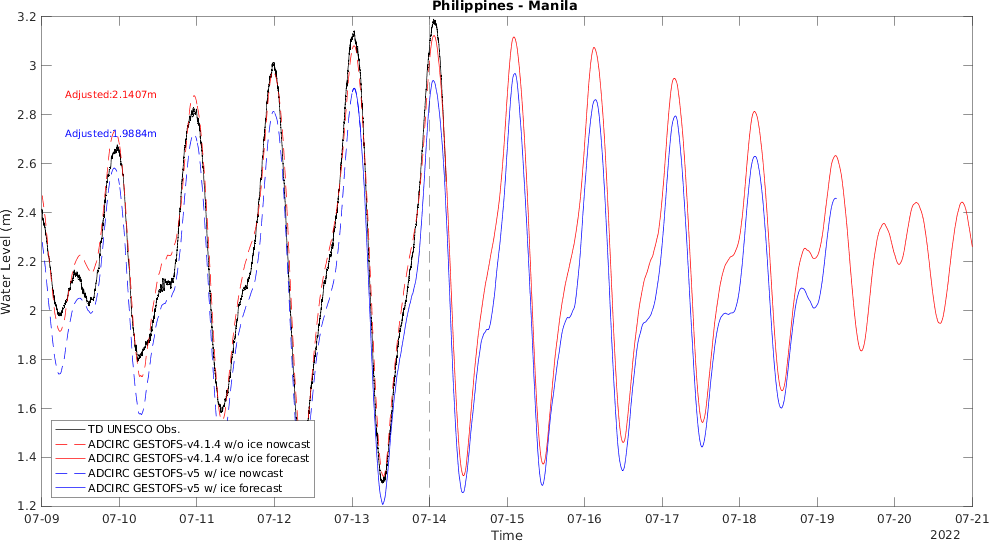 Philippines - Manila
3.2
3
2.8
2.6
2.4
2.2
2
1.8
1.6
1.4
1.2
Water Level (m)
Adjusted:2.1407m
Adjusted:1.9884m
TD UNESCO Obs.
ADCIRC GESTOFS-v4.1.4 w/o ice nowcast
ADCIRC GESTOFS-v4.1.4 w/o ice forecast
ADCIRC GESTOFS-v5 w/ ice nowcast
ADCIRC GESTOFS-v5 w/ ice forecast
07-09 07-10 07-11 07-12 07-13 07-14 07-15 07-16 07-17 07-18 07-19 07-20 07-21
Time
2022